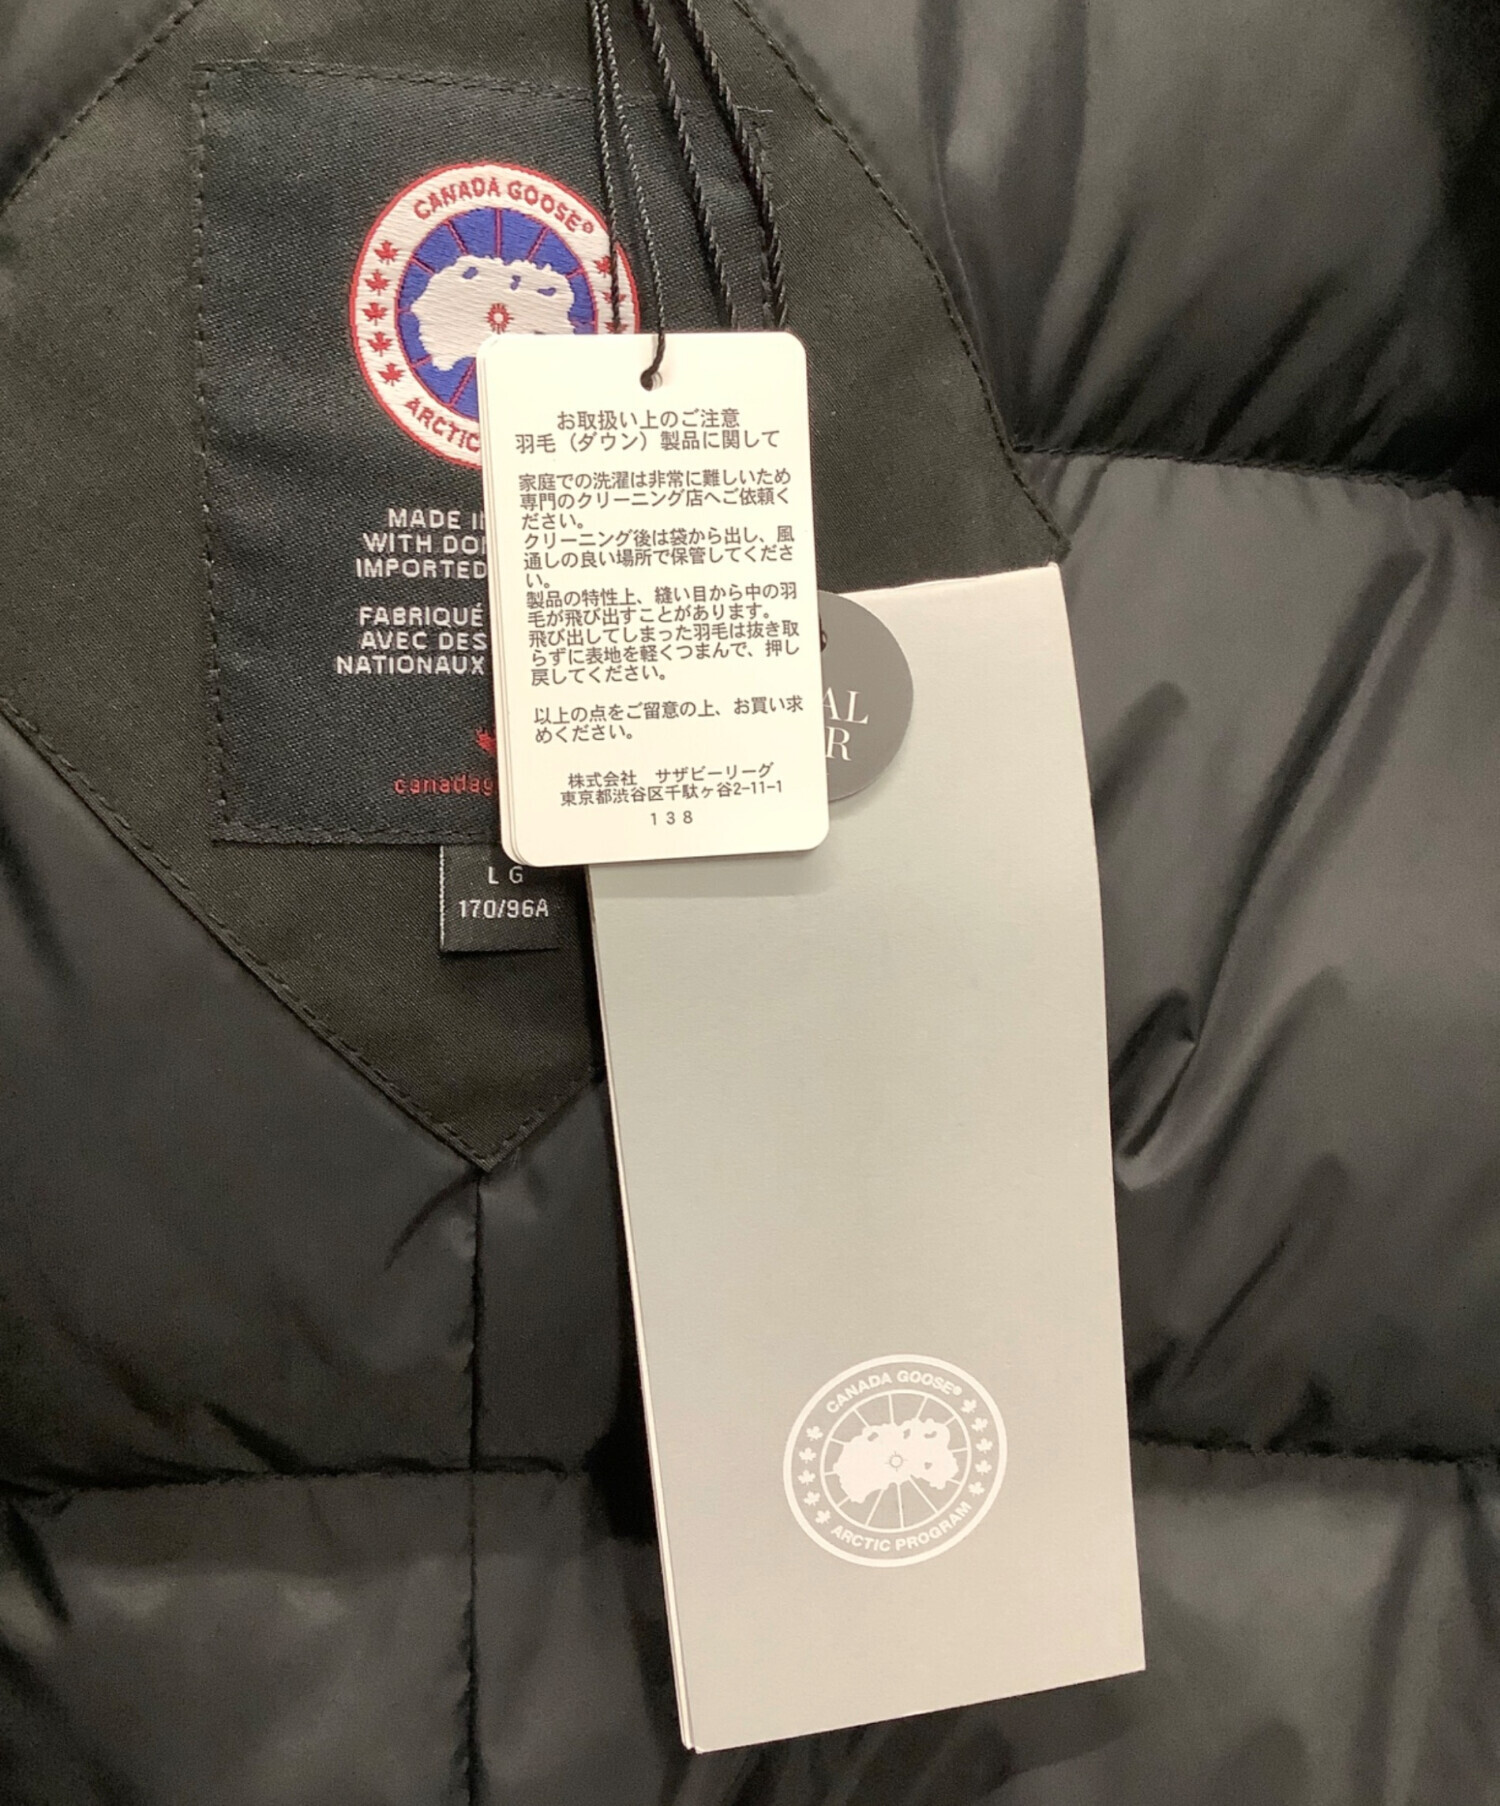 CANADA GOOSE®
ARCTIC
MADE
WITH
IMPORTED
FABRIQUÉ
AVEC DES
NATIONAUX
LG
170/96A
お取扱い上のご注意
羽毛（ダウン）製品に関して
家庭での洗濯は非常に難しいため
専門のクリーニング店へご依頼く
ださい。
クリーニング後は袋から出し、風
通しの良い場所で保管してくださ
い。
製品の特性上、縫い目から中の羽
毛が飛び出すことがあります。
飛び出してしまった羽毛は抜き取
らずに表地を軽くつまんで、押し
戻してください。
以上の点をご留意の上、お買い求
めください。
株式会社　サザビーリーグ
東京都渋谷区千駄ヶ谷2-11-1
138
CANADA GOOSE®
ARCTIC PROGRAM